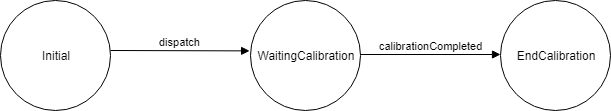 Initial
dispatch
WaitingCalibration
calibrationCompleted
EndCalibration